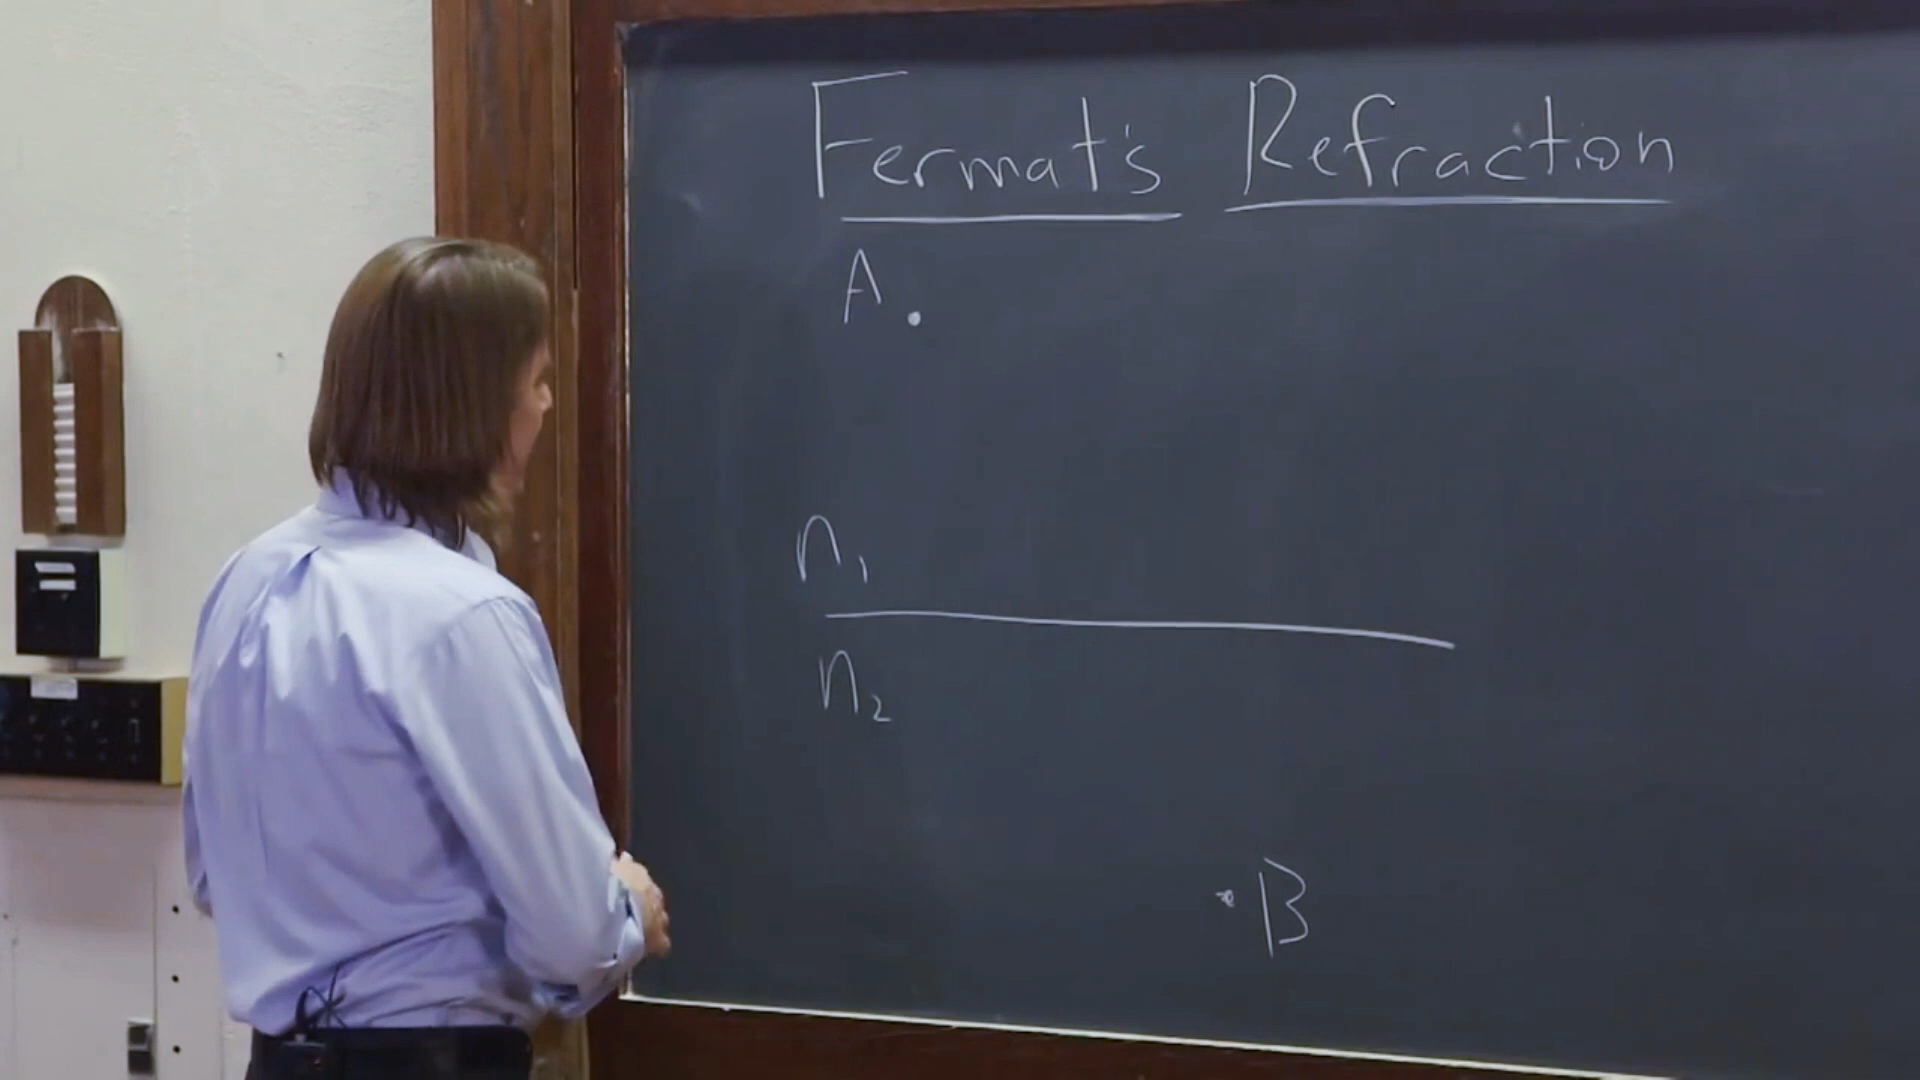 Fermat's Refraction
A
n₁
n₂
B